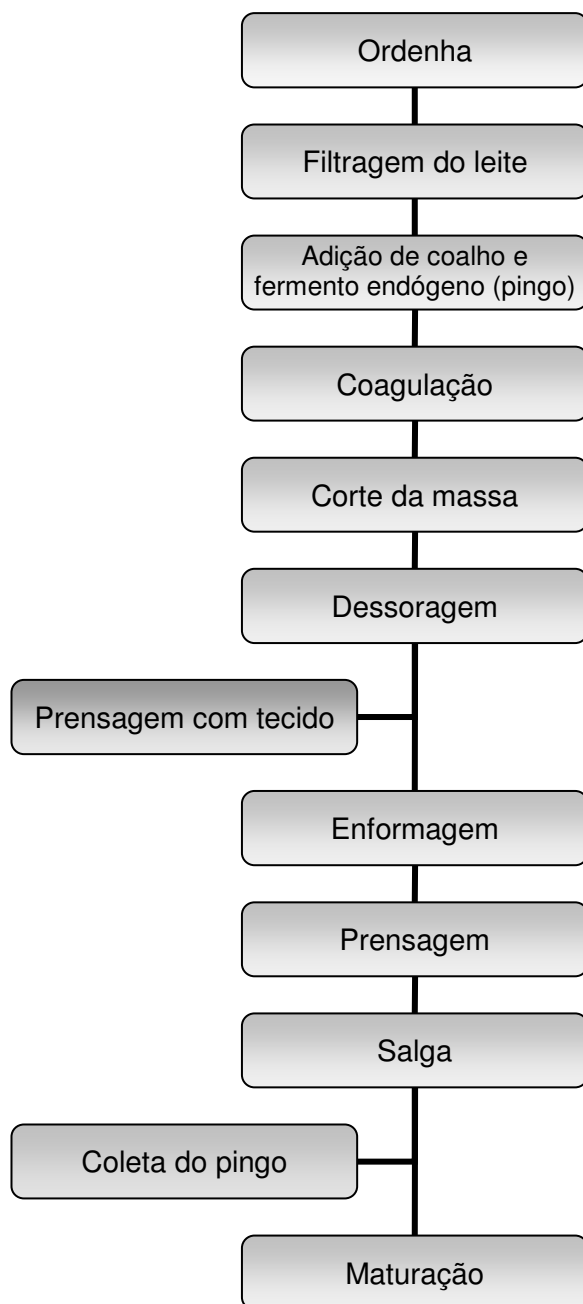 Ordenha
Filtragem do leite
Adição de coalho e
fermento endógeno (pingo)
Coagulação
Corte da massa
Dessoragem
Prensagem com tecido
Enformagem
Prensagem
Salga
Coleta do pingo
Maturação